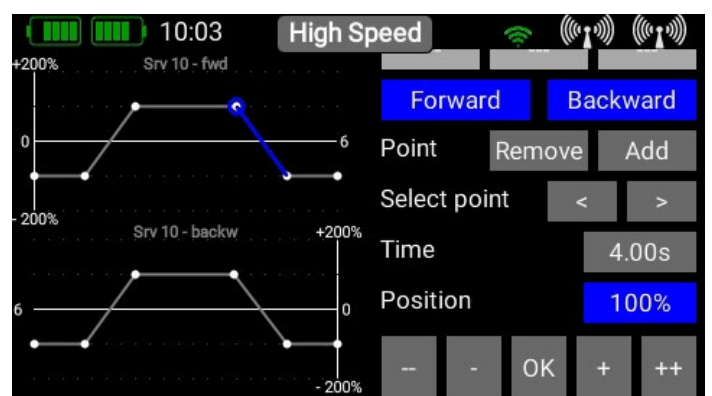 10:03
High Speed
+200%
Srv 10 - fwd
0
6
- 200%
Srv 10 - backw
+200%
6
0
- 200%
Forward
Backward
Point
Remove
Add
Select point
<
>
Time
4.00s
Position
100%
--
-
OK
+
++